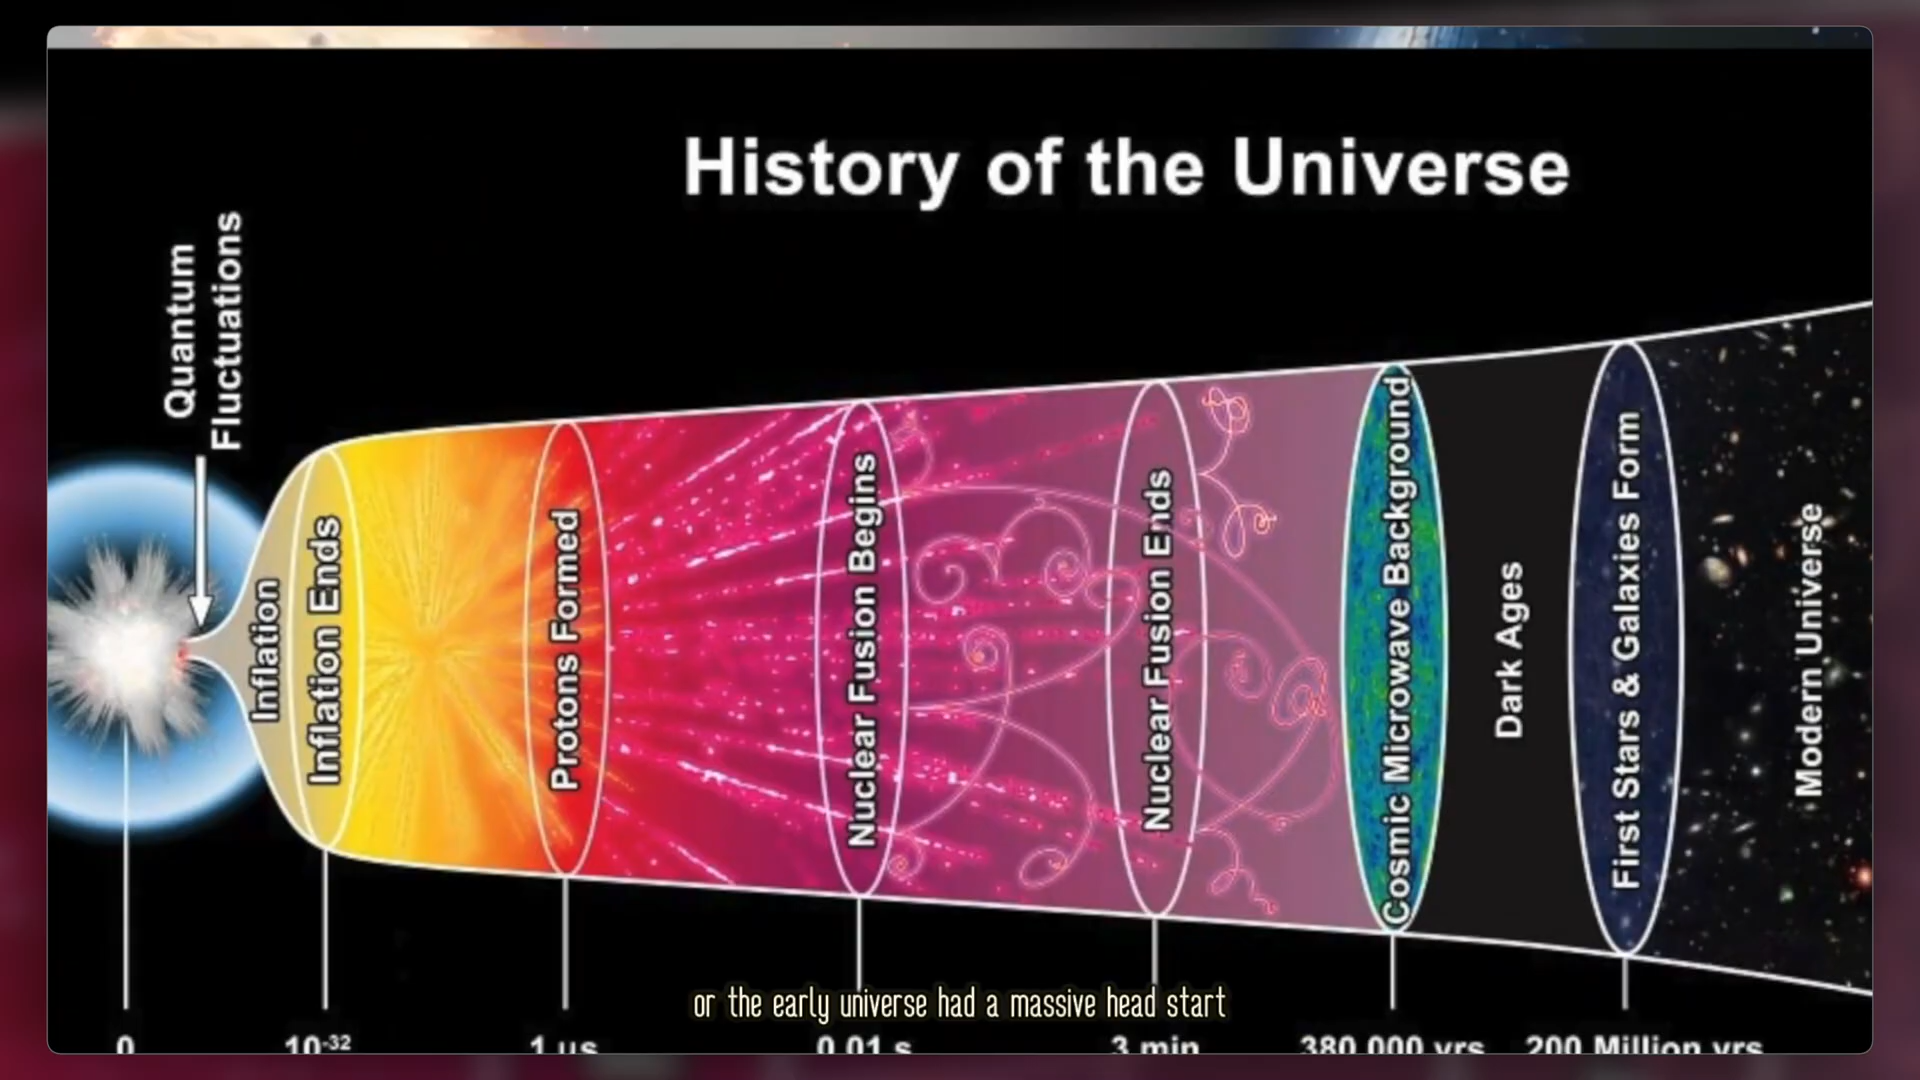 History of the Universe
Quantum
Fluctuations
Inflation
Inflation Ends
Protons Formed
Nuclear Fusion Begins
Nuclear Fusion Ends
Cosmic Microwave Background
Dark Ages
First Stars & Galaxies Form
Modern Universe
or the early universe had a massive head start
0
10-32
1 µs
0.01 s
3 min
380,000 yrs
200 Million yrs